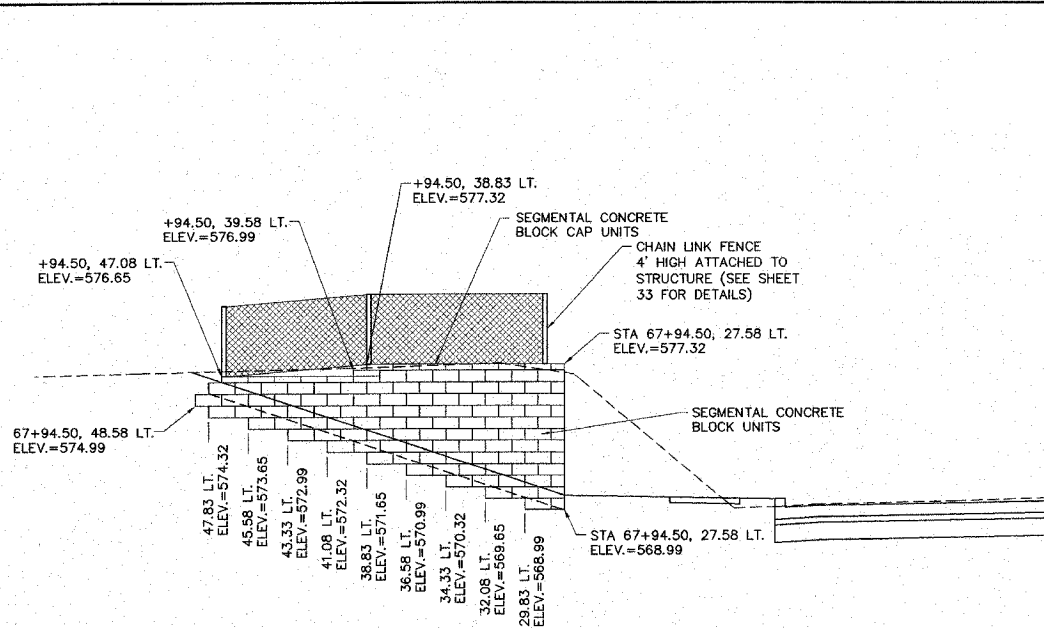 +94.50, 38.83 LT.
ELEV.=577.32
+94.50, 39.58 LT.
ELEV.=576.99
+94.50, 47.08 LT.
ELEV.=576.65
SEGMENTAL CONCRETE
BLOCK CAP UNITS
CHAIN LINK FENCE
4' HIGH ATTACHED TO
STRUCTURE (SEE SHEET
33 FOR DETAILS)
STA 67+94.50, 27.58 LT.
ELEV.=577.32
SEGMENTAL CONCRETE
BLOCK UNITS
67+94.50, 48.58 LT.
ELEV.=574.99
47.83 LT.
ELEV.=574.32
45.58 LT.
ELEV.=573.65
43.33 LT.
ELEV.=572.99
41.08 LT.
ELEV.=572.32
38.83 LT.
ELEV.=571.65
36.58 LT.
ELEV.=570.99
34.33 LT.
ELEV.=570.32
32.08 LT.
ELEV.=569.65
29.83 LT.
ELEV.=568.99
STA 67+94.50, 27.58 LT.
ELEV.=568.99